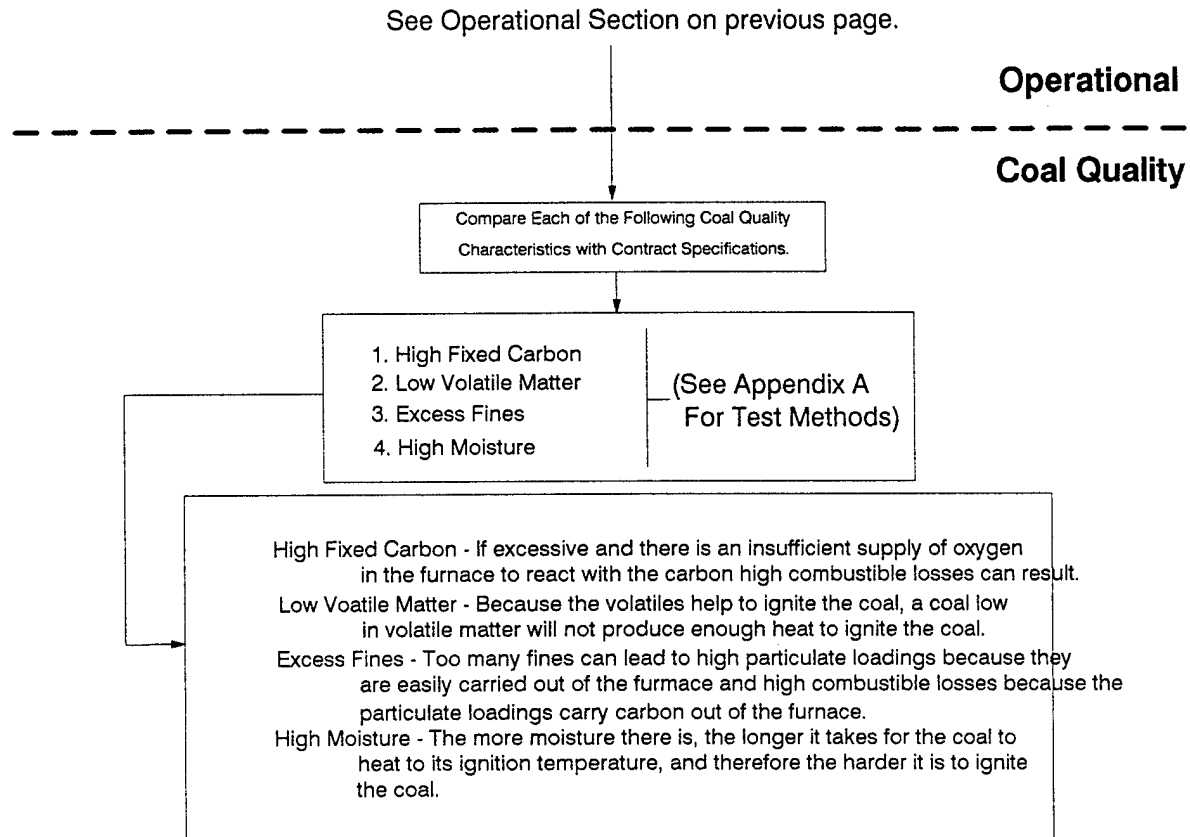 See Operational Section on previous page.
Operational
Coal Quality
Compare Each of the Following Coal Quality
Characteristics with Contract Specifications.
1. High Fixed Carbon
2. Low Volatile Matter
3. Excess Fines
4. High Moisture
(See Appendix A
For Test Methods)
High Fixed Carbon - If excessive and there is an insufficient supply of oxygen
in the furnace to react with the carbon high combustible losses can result.
Low Voatile Matter - Because the volatiles help to ignite the coal, a coal low
in volatile matter will not produce enough heat to ignite the coal.
Excess Fines - Too many fines can lead to high particulate loadings because they
are easily carried out of the furmace and high combustible losses because the
particulate loadings carry carbon out of the furnace.
High Moisture - The more moisture there is, the longer it takes for the coal to
heat to its ignition temperature, and therefore the harder it is to ignite
the coal.